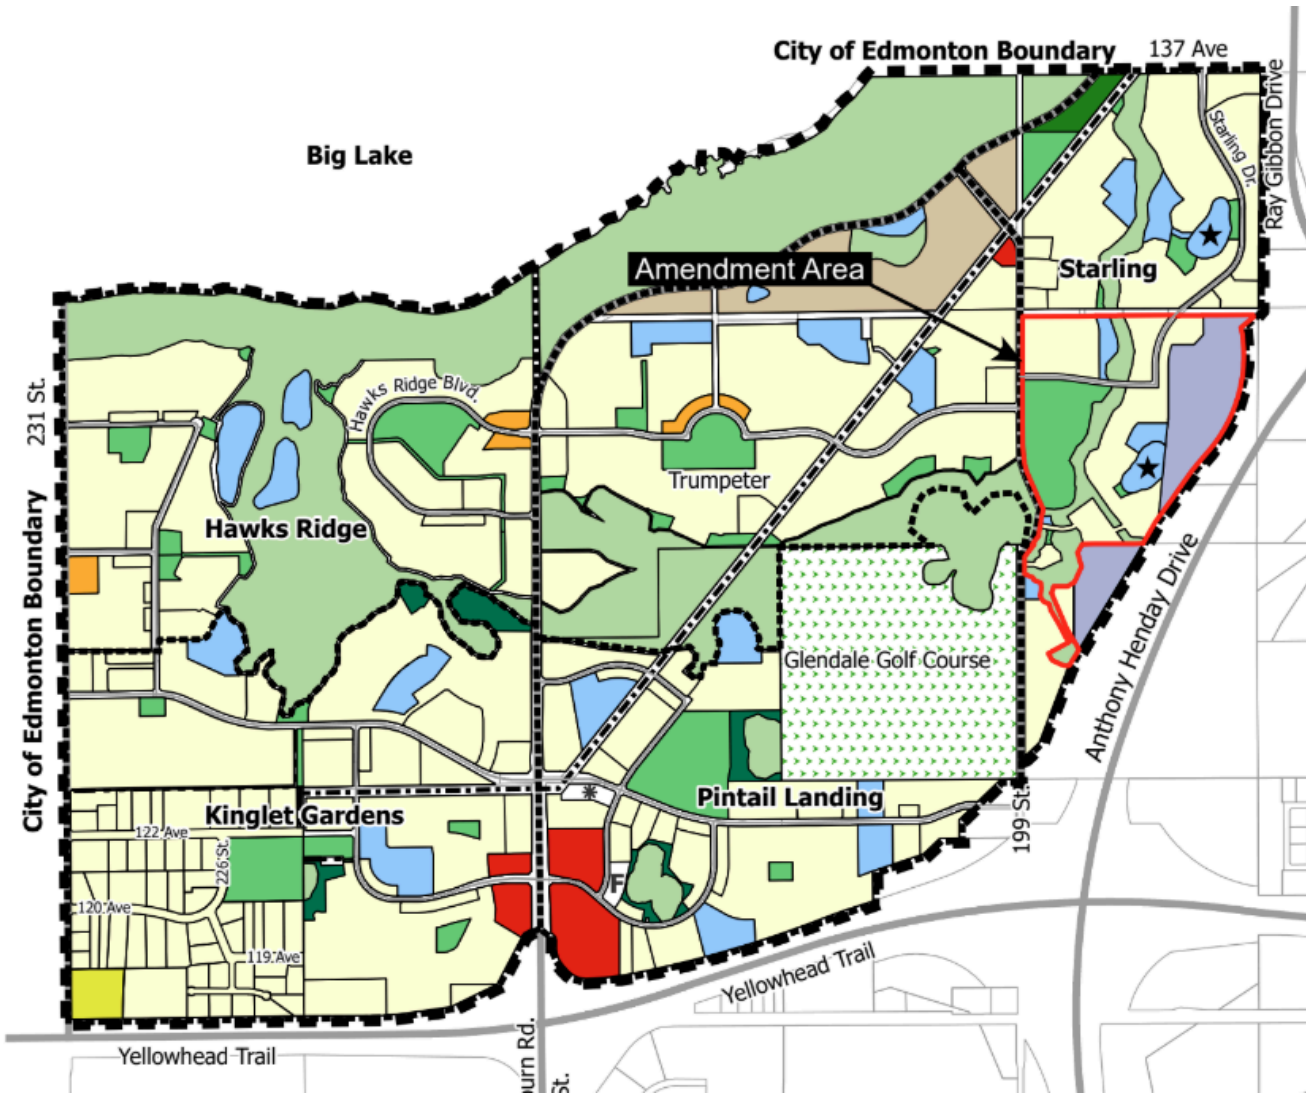 City of Edmonton Boundary
137 Ave
Ray Gibbon Drive
Starling Dr.
Big Lake
Amendment Area
Starling
231 St.
Hawks Ridge Blvd.
Trumpeter
Hawks Ridge
City of Edmonton Boundary
Anthony Henday Drive
Glendale Golf Course
Pintail Landing
Kinglet Gardens
199 St.
122 Ave
226 St.
F
120 Ave
119 Ave
Yellowhead Trail
Yellowhead Trail
urn Rd.
St.